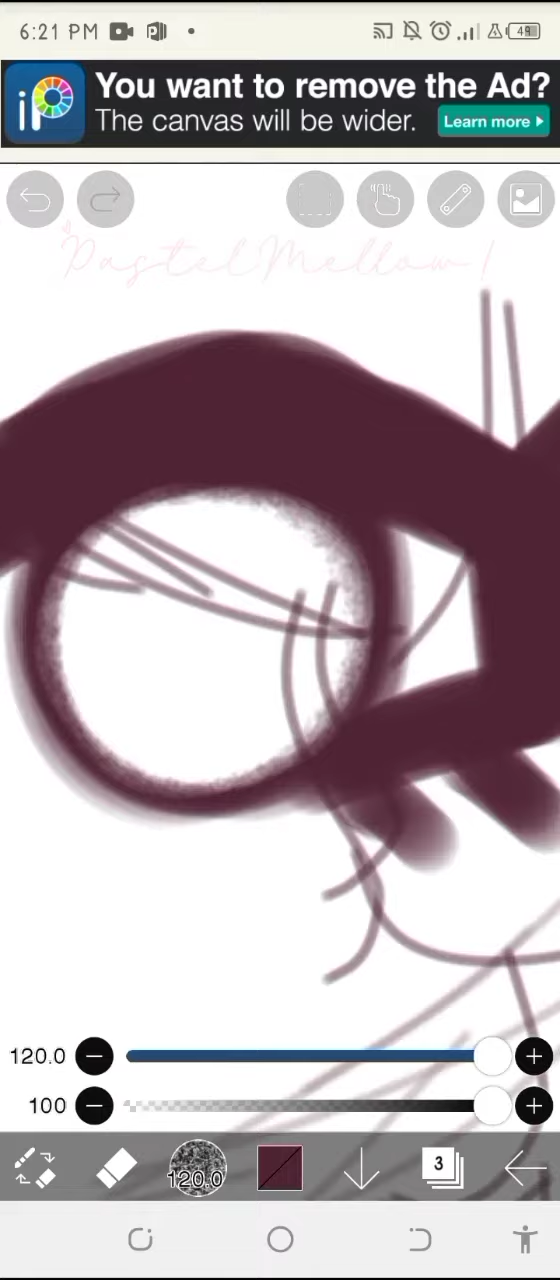 6:21 PM
49
You want to remove the Ad?
The canvas will be wider.
Learn more
iP
PastelMellow!
120.0
100
120.0
3